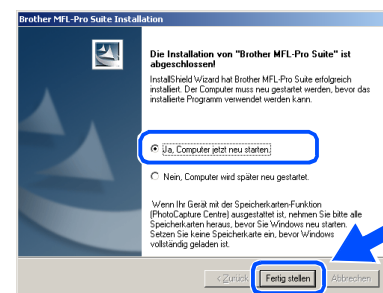 Brother MFL-Pro Suite Installation
Die Installation von "Brother MFL-Pro Suite" ist
abgeschlossen!
InstallShield Wizard hat Brother MFL-Pro Suite erfolgreich
installiert. Der Computer muss neu gestartet werden, bevor das
installierte Programm verwendet werden kann.
Ja, Computer jetzt neu starten.
Nein, Computer wird später neu gestartet.
Wenn Ihr Gerät mit der Speicherkarten-Funktion
(PhotoCapture Centre) ausgestattet ist, nehmen Sie bitte alle
Speicherkarten heraus, bevor Sie Windows neu starten.
Setzen Sie keine Speicherkarte ein, bevor Windows
vollständig geladen ist.
< Zurück Fertig stellen Abbrechen